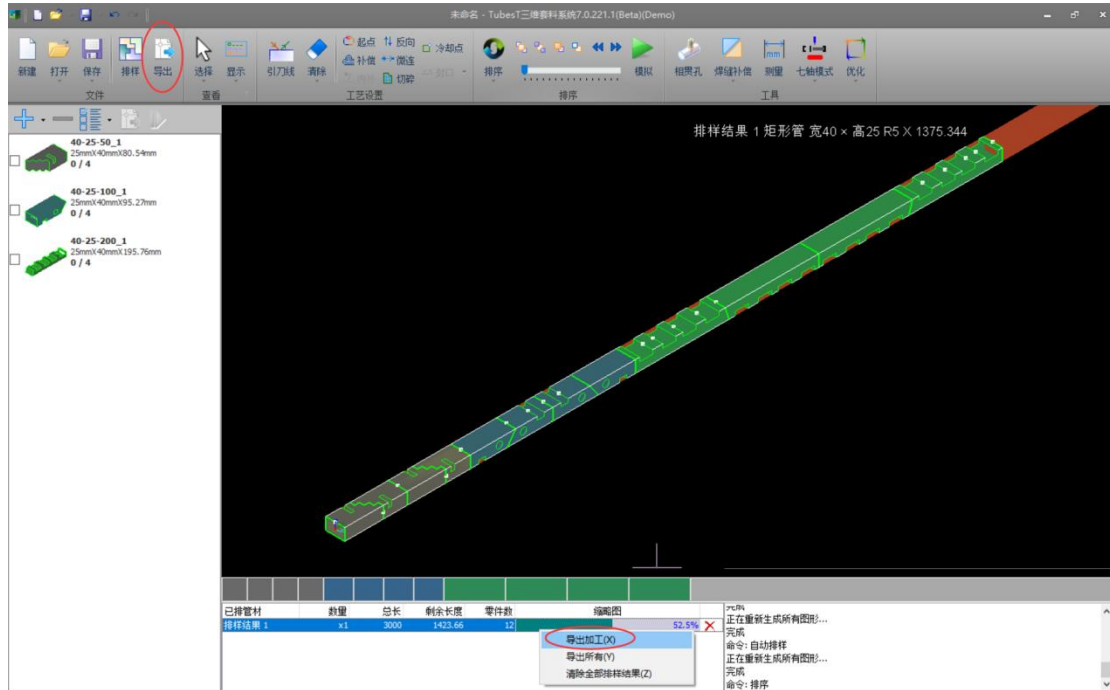 未命名 - TubesT三维套料系统7.0.221.1(Beta)(Demo)
新建 打开 保存 排样 导出 选择 显示 引刀线 清除 起点 反向 冷却点 排序 模拟 相贯孔 焊缝补偿 测量 七轴模式 优化
补偿 微连
切碎
文件 查看 工艺设置 排序 工具
40-25-50_1
25mmX40mmX80.54mm
0 / 4
40-25-100_1
25mmX40mmX95.27mm
0 / 4
40-25-200_1
25mmX40mmX195.76mm
0 / 4
排样结果 1 矩形管 宽40 × 高25 R5 X 1375.344
已排管材 数量 总长 剩余长度 零件数 缩略图
排样结果 1 x1 3000 1423.66 12 52.5%
导出加工(X)
导出所有(Y)
清除全部排样结果(Z)
完成
正在重新生成所有图形...
完成
命令: 自动排样
正在重新生成所有图形...
完成
命令: 排序